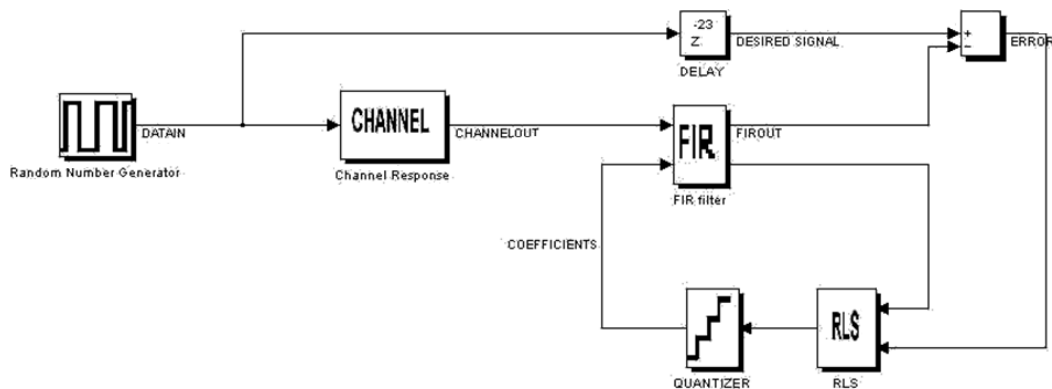 -23
Z
DESIRED SIGNAL
+
−
ERROR
DELAY
CHANNEL
DATAIN
CHANNELOUT
FIR
FIROUT
Random Number Generator
Channel Response
FIR filter
COEFFICIENTS
RLS
QUANTIZER
RLS